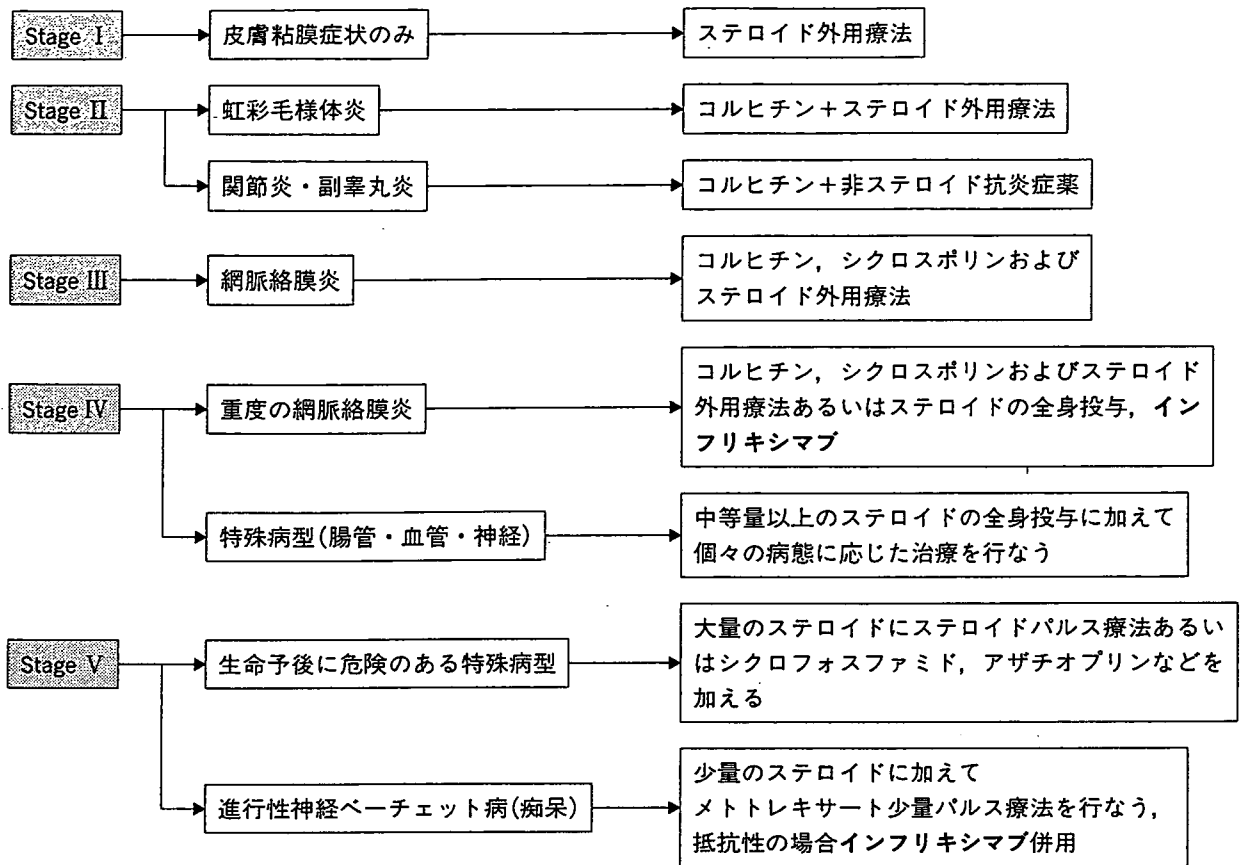 Stage Ⅰ
皮膚粘膜症状のみ
ステロイド外用療法
Stage Ⅱ
虹彩毛様体炎
コルヒチン＋ステロイド外用療法
関節炎・副睾丸炎
コルヒチン＋非ステロイド抗炎症薬
Stage Ⅲ
網脈絡膜炎
コルヒチン，シクロスポリンおよび
ステロイド外用療法
Stage Ⅳ
重度の網脈絡膜炎
コルヒチン，シクロスポリンおよびステロイド
外用療法あるいはステロイドの全身投与，イン
フリキシマブ
特殊病型(腸管・血管・神経)
中等量以上のステロイドの全身投与に加えて
個々の病態に応じた治療を行なう
Stage Ⅴ
生命予後に危険のある特殊病型
大量のステロイドにステロイドパルス療法あるい
はシクロフォスファミド，アザチオプリンなどを
加える
進行性神経ベーチェット病(痴呆)
少量のステロイドに加えて
メトトレキサート少量パルス療法を行なう，
抵抗性の場合インフリキシマブ併用